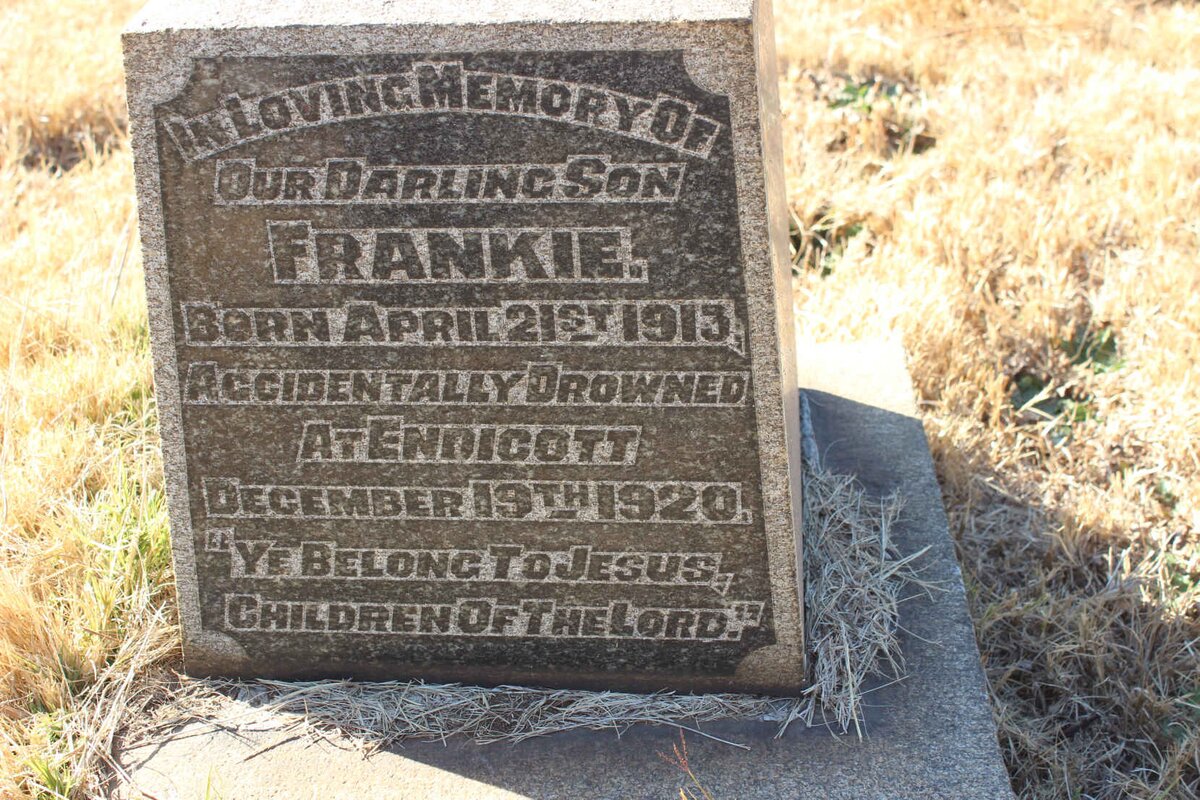 In Loving Memory Of
Our Darling Son
Frankie.
Born April 21st 1913,
Accidentally Drowned
At Endicott
December 19th 1920.
"Ye Belong To Jesus,
Children Of The Lord."